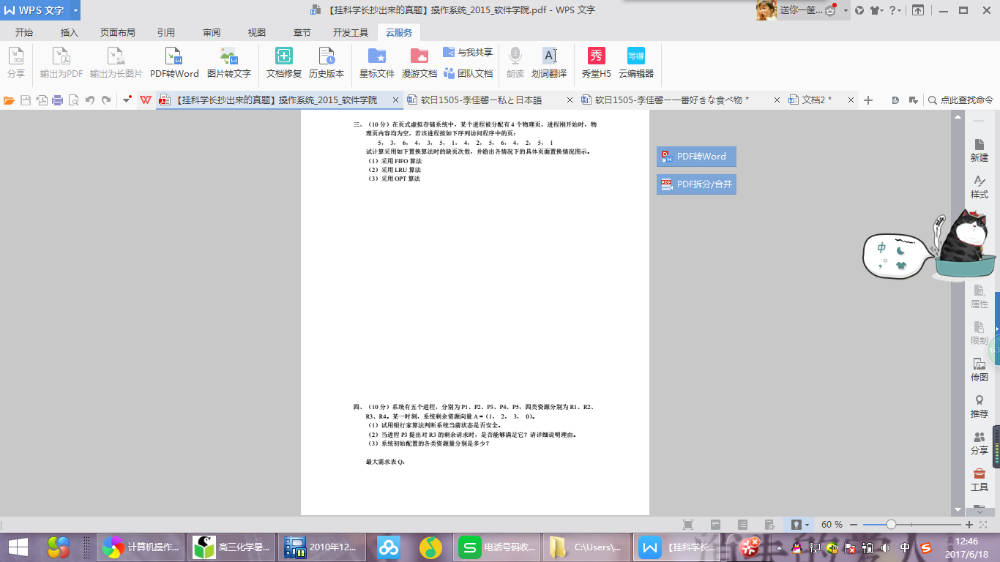 WPS 文字
【挂科学长抄出来的真题】操作系统_2015_软件学院.pdf - WPS 文字
送你一筐...
开始 插入 页面布局 引用 审阅 视图 章节 开发工具 云服务
分享 输出为PDF 输出为长图片 PDF转Word 图片转文字 文档修复 历史版本 星标文件 漫游文档 与我共享 团队文档 朗读 划词翻译 秀堂H5 云编辑器
秀 写得
【挂科学长抄出来的真题】操作系统_2015_软件学院 软日1505-李佳馨一私と日本語 软日1505-李佳馨一一番好きな食べ物 * 文档2 * 点此查找命令
三、（10 分）在页式虚拟存储系统中，某个进程被分配有 4 个物理页，进程刚开始时，物
理页内容均为空，若该进程按如下序列访问程序中的页：
5， 3， 6， 4， 3， 5， 1， 4， 2， 5， 6， 4， 2， 5， 1
试计算采用如下置换算法时的缺页次数，并给出各情况下的具体页面置换情况图示。
（1）采用 FIFO 算法
（2）采用 LRU 算法
（3）采用 OPT 算法
四、（10 分）系统有五个进程，分别为 P1、P2、P3、P4、P5，四类资源分别为 R1、R2、
R3、R4。某一时刻，系统剩余资源向量 A =（1， 2， 3， 0）。
（1）试用银行家算法判断系统当前状态是否安全。
（2）当进程 P3 提出对 R3 的剩余请求时，是否能够满足它？请详细说明理由。
（3）系统初始配置的各类资源量分别是多少？
最大需求表 Q：
PDF转Word
PDF拆分/合并
中
新建
样式
属性
限制
传图
推荐
分享
工具
60 %
计算机操作... 高三化学暑... 2010年12... 电话号码收... C:\Users\... 【挂科学长...
中
12:46
2017/6/18